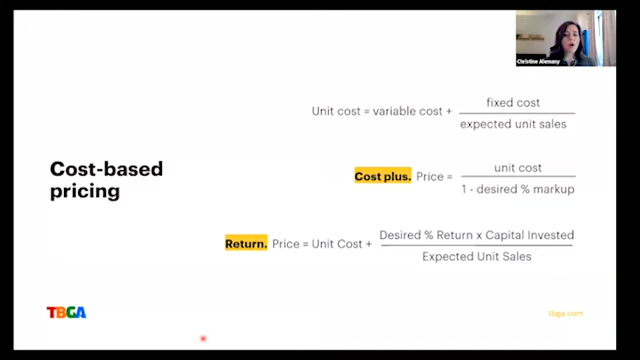 Christine Alemany
Unit cost = variable cost + fixed cost / expected unit sales
Cost-based
pricing
Cost plus. Price = unit cost / 1 - desired % markup
Return. Price = Unit Cost + Desired % Return x Capital Invested / Expected Unit Sales
TBGA
tbga.com